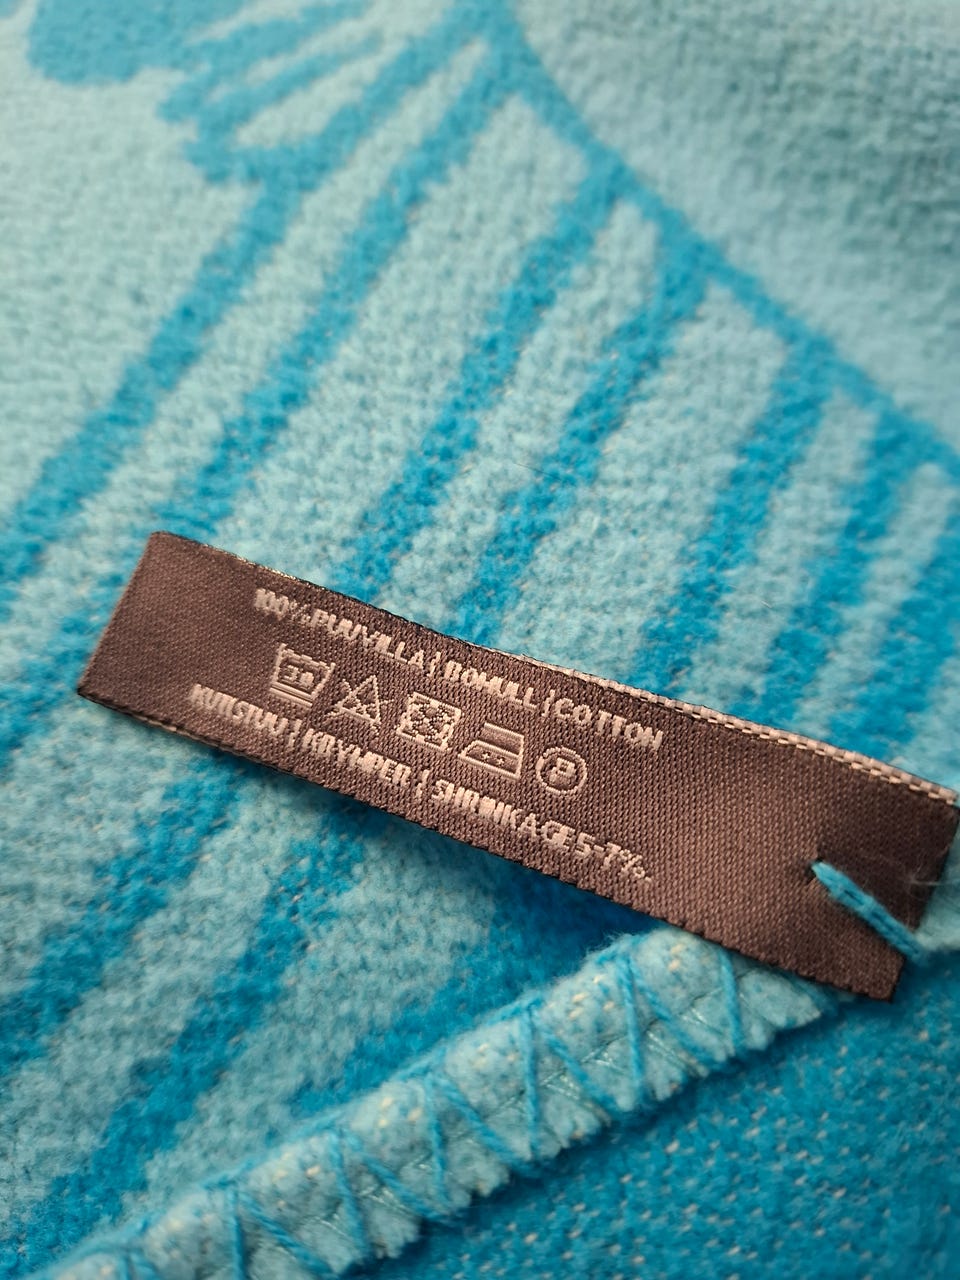 100% PUUVILLA | BOMULL | COTTON
P
KUTISTUU | KRYMPER | SHRINKAGE 5-7%.